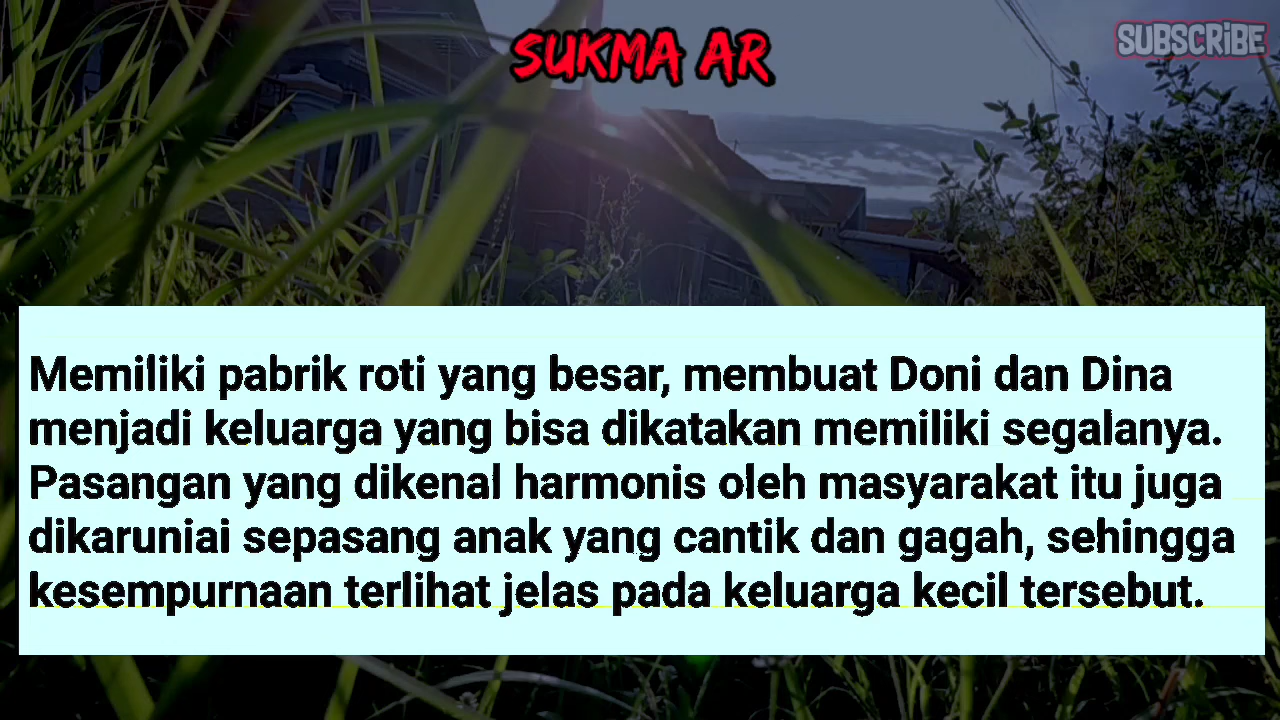 SUKMA AR
SUBSCRiBE
Memiliki pabrik roti yang besar, membuat Doni dan Dina
menjadi keluarga yang bisa dikatakan memiliki segalanya.
Pasangan yang dikenal harmonis oleh masyarakat itu juga
dikaruniai sepasang anak yang cantik dan gagah, sehingga
kesempurnaan terlihat jelas pada keluarga kecil tersebut.